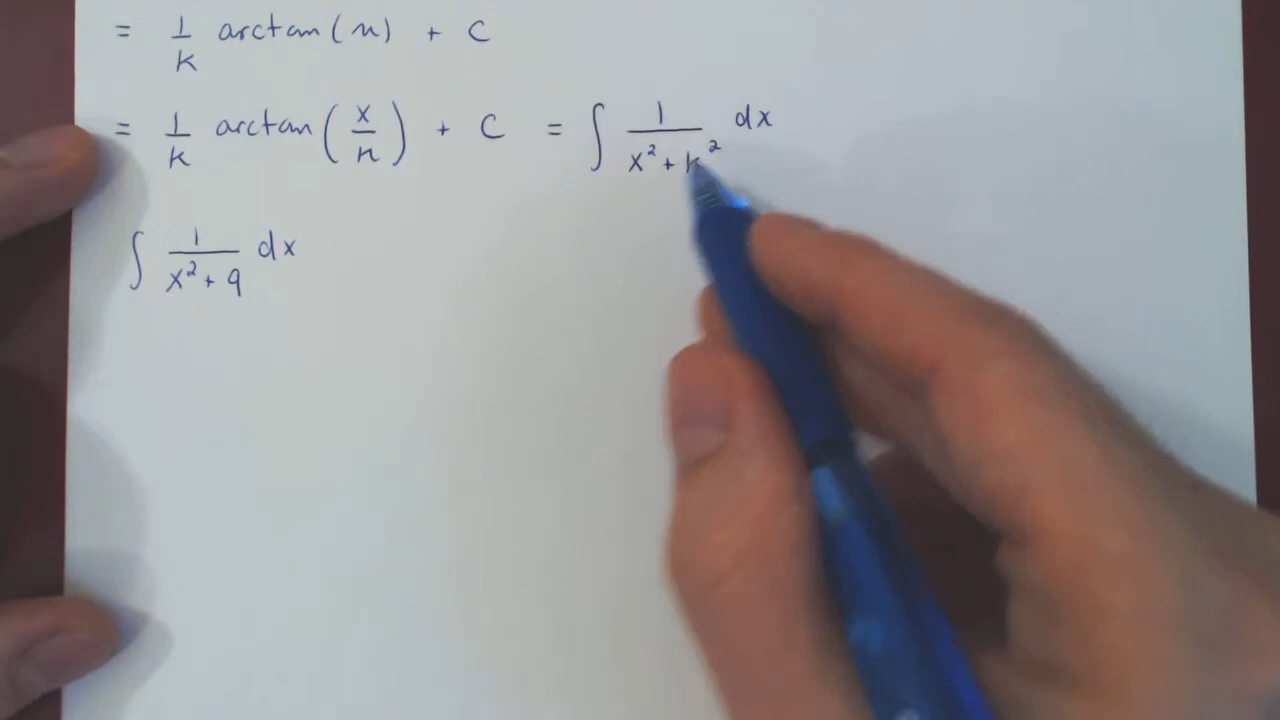 = 1/k arctan(u) + C
= 1/k arctan(x/k) + C = ∫ 1/(x² + k²) dx
∫ 1/(x² + 9) dx